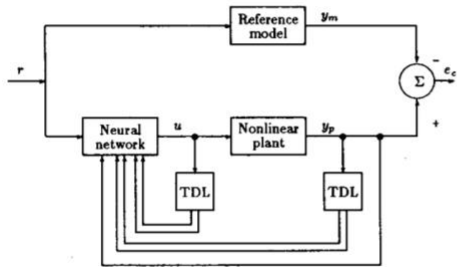 Reference
model
y_m
r
−
e_c
Σ
Neural
network
u
Nonlinear
plant
y_p
+
TDL
TDL